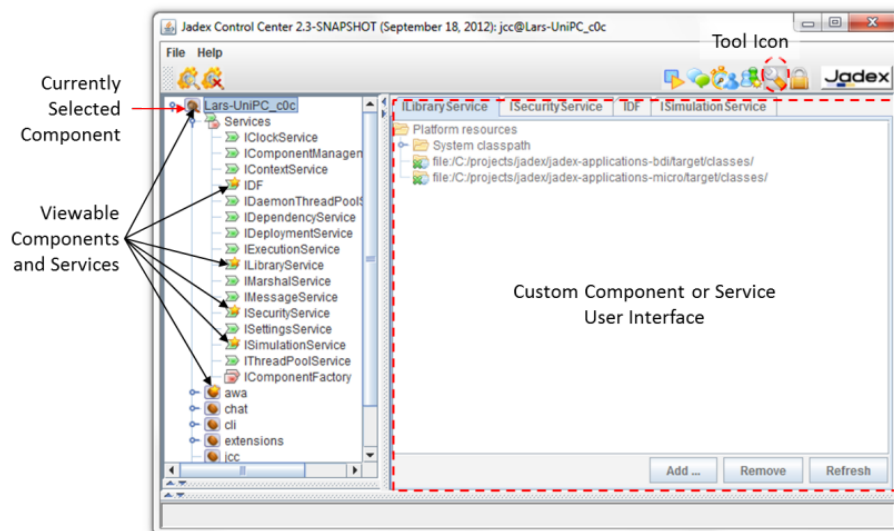 Jadex Control Center 2.3-SNAPSHOT (September 18, 2012): jcc@Lars-UniPC_c0c
File Help
Tool Icon
Jadex
Currently
Selected
Component
Viewable
Components
and Services
Lars-UniPC_c0c
Services
IClockService
IComponentManagen
IContextService
IDF
IDaemonThreadPoolS
IDependencyService
IDeploymentService
IExecutionService
ILibraryService
IMarshalService
IMessageService
ISecurityService
ISettingsService
ISimulationService
IThreadPoolService
IComponentFactory
awa
chat
cli
extensions
jcc
ILibraryService ISecurityService IDF ISimulationService
Platform resources
System classpath
file:/C:/projects/jadex/jadex-applications-bdi/target/classes/
file:/C:/projects/jadex/jadex-applications-micro/target/classes/
Custom Component or Service
User Interface
Add ... Remove Refresh